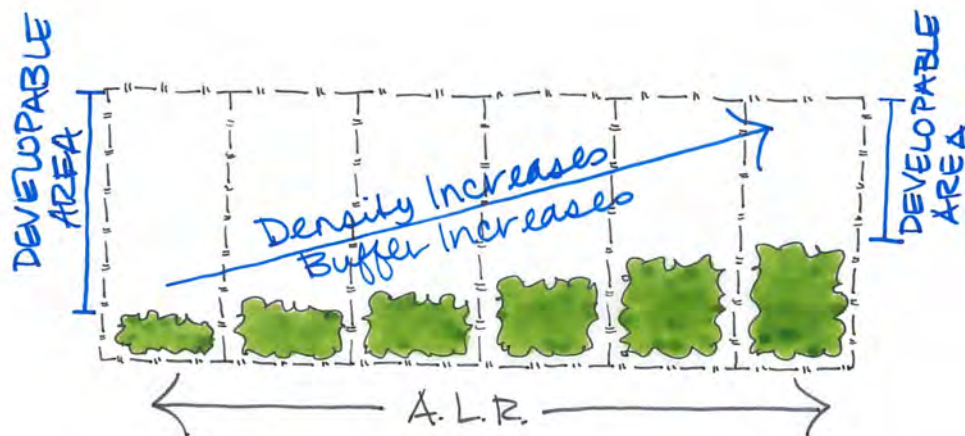 DEVELOPABLE
AREA
Density Increases
Buffer Increases
DEVELOPABLE
AREA
A.L.R.